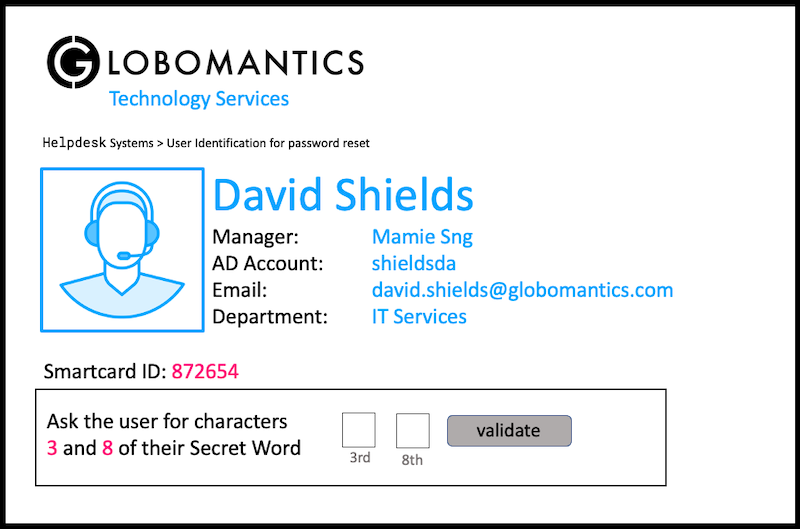 GLOBOMANTICS
Technology Services
Helpdesk Systems > User Identification for password reset
David Shields
Manager: Mamie Sng
AD Account: shieldsda
Email: david.shields@globomantics.com
Department: IT Services
Smartcard ID: 872654
Ask the user for characters
3 and 8 of their Secret Word
validate
3rd 8th